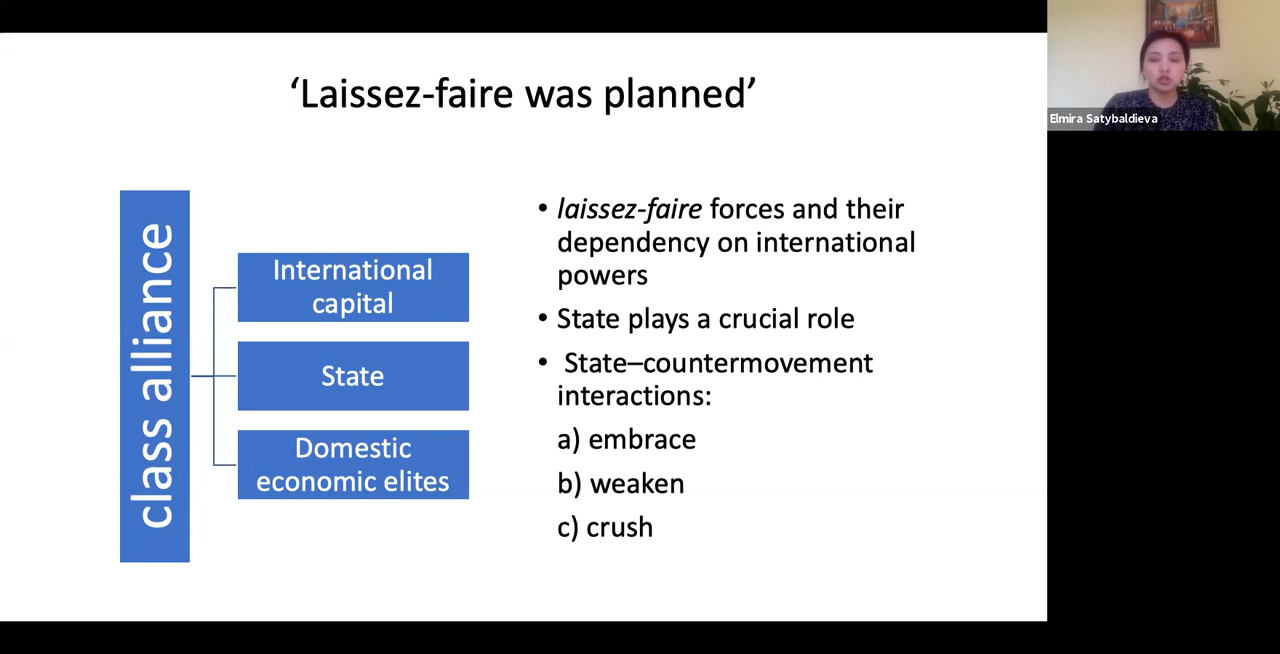 ‘Laissez-faire was planned’
class alliance
International
capital
State
Domestic
economic elites
• laissez-faire forces and their
dependency on international
powers
• State plays a crucial role
• State–countermovement
interactions:
a) embrace
b) weaken
c) crush
Elmira Satybaldieva